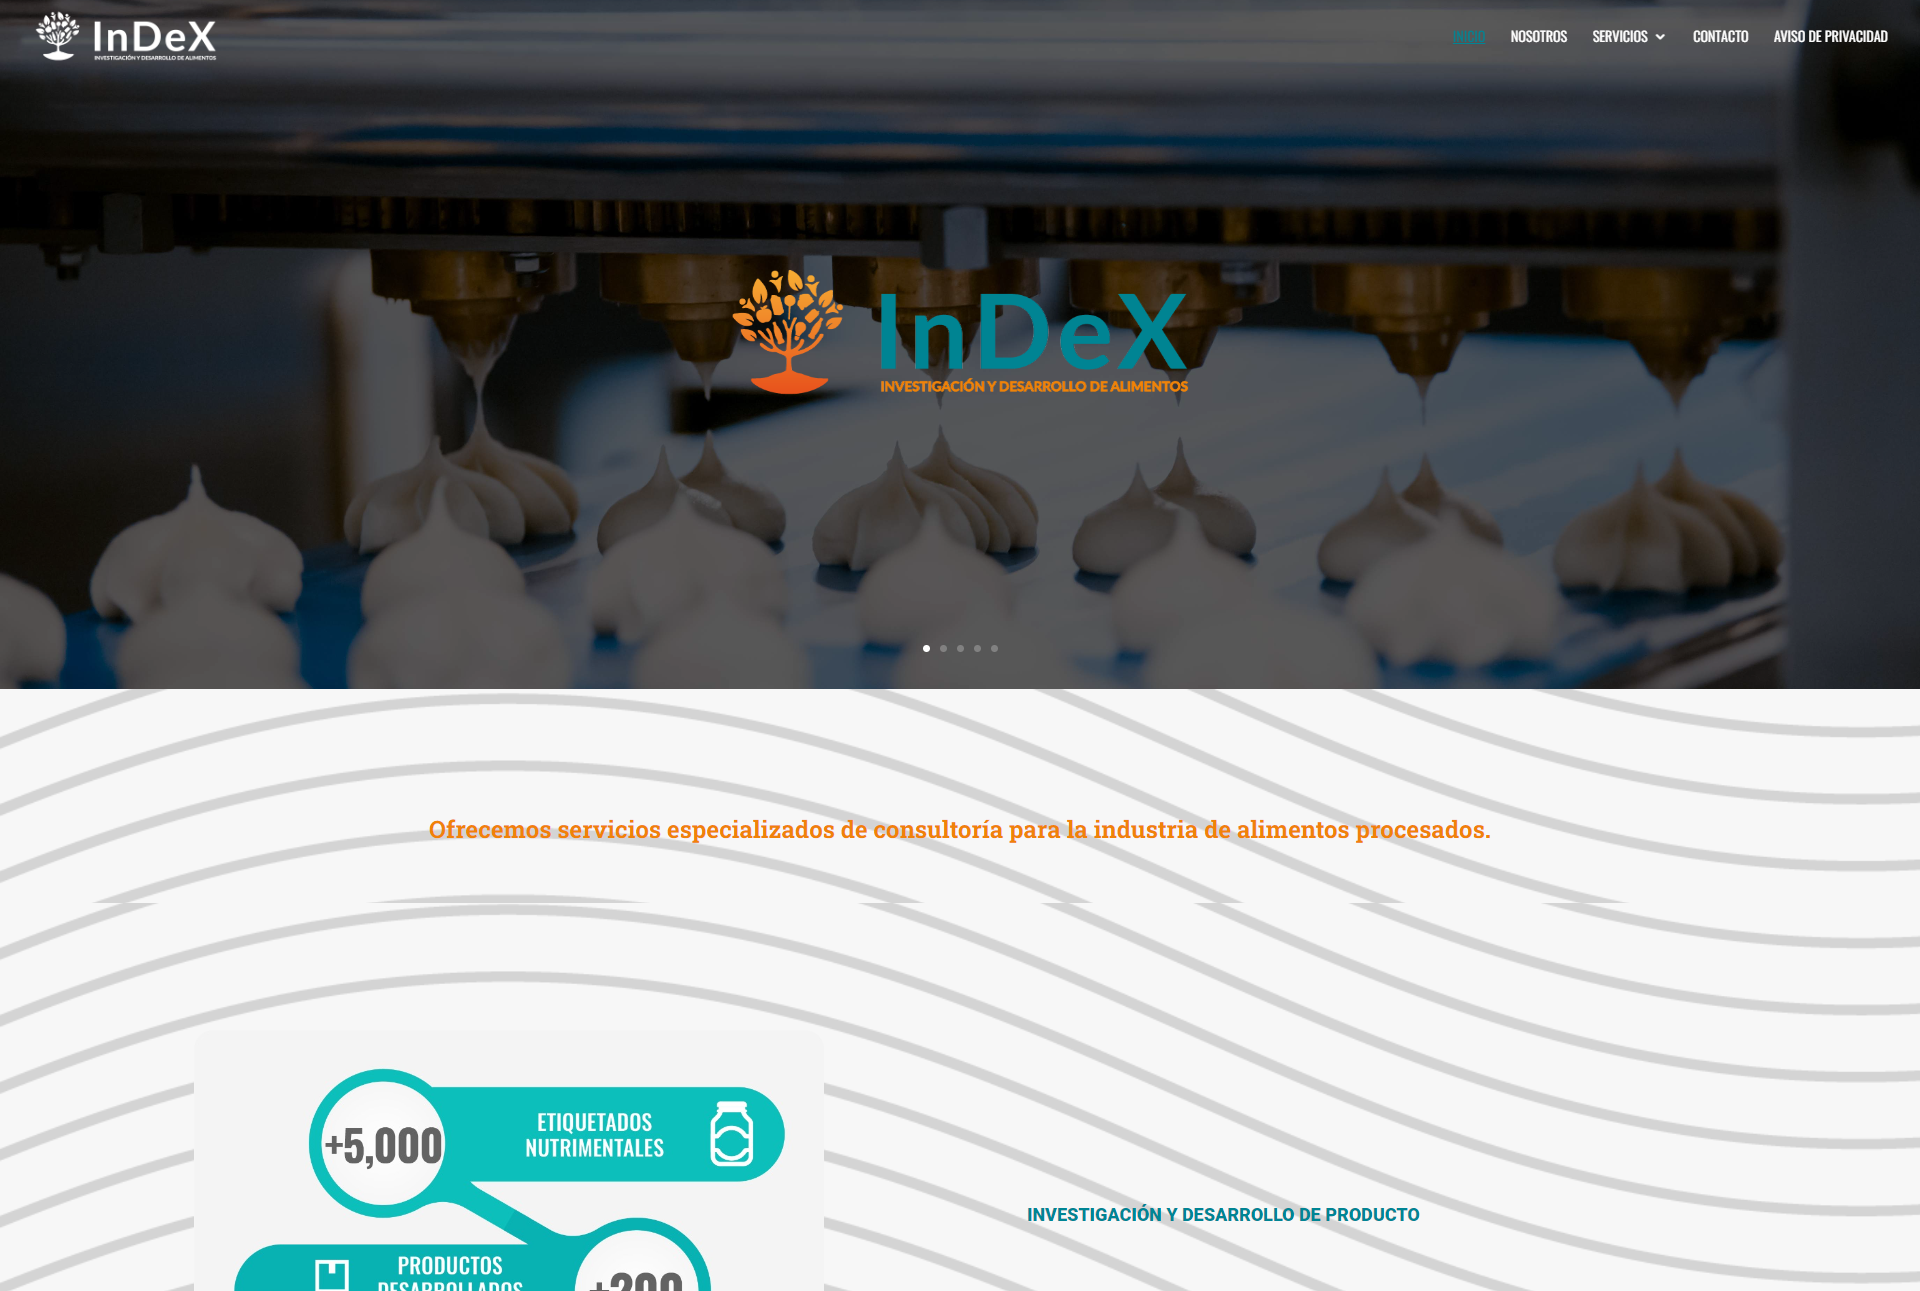 InDeX
INVESTIGACIÓN Y DESARROLLO DE ALIMENTOS
INICIO
NOSOTROS
SERVICIOS
CONTACTO
AVISO DE PRIVACIDAD
InDeX
INVESTIGACIÓN Y DESARROLLO DE ALIMENTOS
Ofrecemos servicios especializados de consultoría para la industria de alimentos procesados.
+5,000
ETIQUETADOS
NUTRIMENTALES
PRODUCTOS
DESARROLLADOS
INVESTIGACIÓN Y DESARROLLO DE PRODUCTO